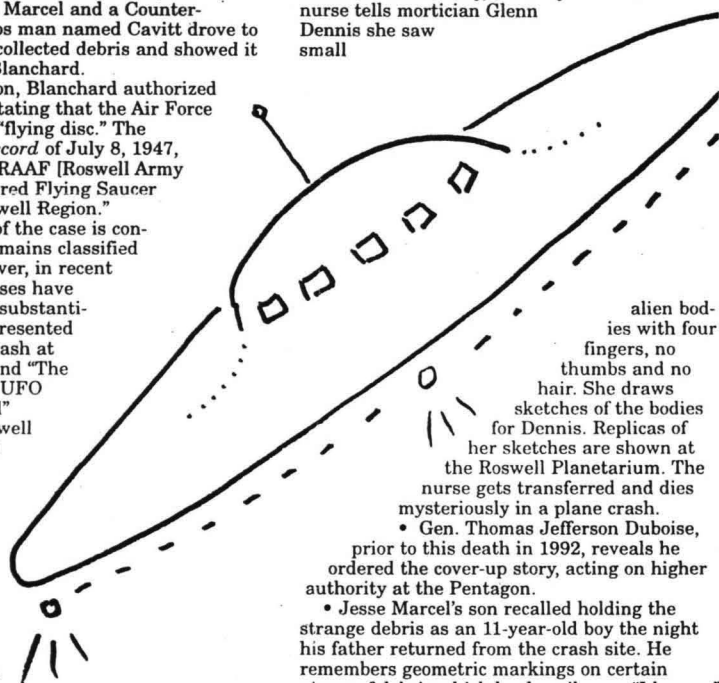 Marcel and a Counter-
man named Cavitt drove to
collected debris and showed it
Blanchard.
Blanchard authorized
tating that the Air Force
“flying disc.” The
cord of July 8, 1947,
RAAF [Roswell Army
red Flying Saucer
well Region.”
of the case is con-
mains classified
ver, in recent
ses have
substanti-
resented
ash at
nd “The
UFO
well
nurse tells mortician Glenn
Dennis she saw
small
alien bod-
ies with four
fingers, no
thumbs and no
hair. She draws
sketches of the bodies
for Dennis. Replicas of
her sketches are shown at
the Roswell Planetarium. The
nurse gets transferred and dies
mysteriously in a plane crash.
• Gen. Thomas Jefferson Duboise,
prior to this death in 1992, reveals he
ordered the cover-up story, acting on higher
authority at the Pentagon.
• Jesse Marcel’s son recalled holding the
strange debris as an 11-year-old boy the night
his father returned from the crash site. He
remembers geometric markings on certain